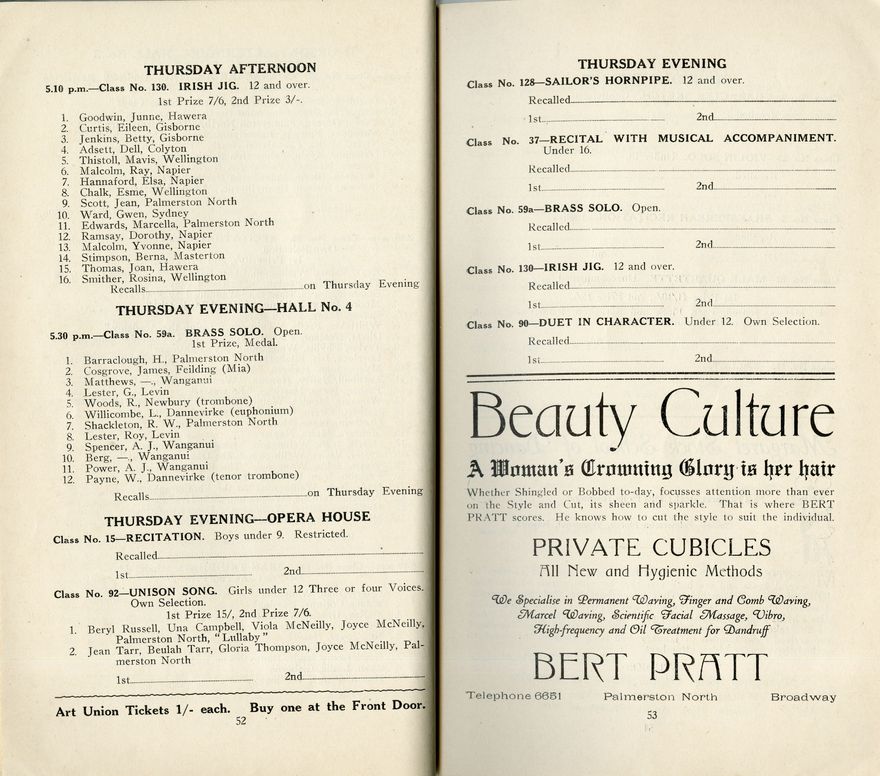 THURSDAY AFTERNOON
5.10 p.m.—Class No. 130. IRISH JIG. 12 and over.
1st Prize 7/6, 2nd Prize 3/-.
1. Goodwin, Junne, Hawera
2. Curtis, Eileen, Gisborne
3. Jenkins, Betty, Gisborne
4. Adsett, Dell, Colyton
5. Thistoll, Mavis, Wellington
6. Malcolm, Ray, Napier
7. Hannaford, Elsa, Napier
8. Chalk, Esme, Wellington
9. Scott, Jean, Palmerston North
10. Ward, Gwen, Sydney
11. Edwards, Marcella, Palmerston North
12. Ramsay, Dorothy, Napier
13. Malcolm, Yvonne, Napier
14. Stimpson, Berna, Masterton
15. Thomas, Joan, Hawera
16. Smither, Rosina, Wellington
Recalls on Thursday Evening
THURSDAY EVENING—HALL No. 4
5.30 p.m.—Class No. 59a. BRASS SOLO. Open.
1st Prize, Medal.
1. Barraclough, H., Palmerston North
2. Cosgrove, James, Feilding (Mia)
3. Matthews, —., Wanganui
4. Lester, G., Levin
5. Woods, R., Newbury (trombone)
6. Willicombe, L., Dannevirke (euphonium)
7. Shackleton, R. W., Palmerston North
8. Lester, Roy, Levin
9. Spencer, A. J., Wanganui
10. Berg, —, Wanganui
11. Power, A. J., Wanganui
12. Payne, W., Dannevirke (tenor trombone)
Recalls on Thursday Evening
THURSDAY EVENING—OPERA HOUSE
Class No. 15—RECITATION. Boys under 9. Restricted.
Recalled
1st 2nd
Class No. 92—UNISON SONG. Girls under 12 Three or four Voices.
Own Selection.
1st Prize 15/, 2nd Prize 7/6.
1. Beryl Russell, Una Campbell, Viola McNeilly, Joyce McNeilly,
Palmerston North, "Lullaby"
2. Jean Tarr, Beulah Tarr, Gloria Thompson, Joyce McNeilly, Pal-
merston North
1st 2nd
Art Union Tickets 1/- each. Buy one at the Front Door.
52
THURSDAY EVENING
Class No. 128—SAILOR'S HORNPIPE. 12 and over.
Recalled
1st 2nd
Class No. 37—RECITAL WITH MUSICAL ACCOMPANIMENT.
Under 16.
Recalled
1st 2nd
Class No. 59a—BRASS SOLO. Open.
Recalled
1st 2nd
Class No. 130—IRISH JIG. 12 and over.
Recalled
1st 2nd
Class No. 90—DUET IN CHARACTER. Under 12. Own Selection.
Recalled
1st 2nd
Beauty Culture
A Woman's Crowning Glory is her hair
Whether Shingled or Bobbed to-day, focusses attention more than ever
on the Style and Cut, its sheen and sparkle. That is where BERT
PRATT scores. He knows how to cut the style to suit the individual.
PRIVATE CUBICLES
All New and Hygienic Methods
We Specialise in Permanent Waving, Finger and Comb Waving,
Marcel Waving, Scientific Facial Massage, Vibro,
High-frequency and Oil Treatment for Dandruff
BERT PRATT
Telephone 6651 Palmerston North Broadway
53